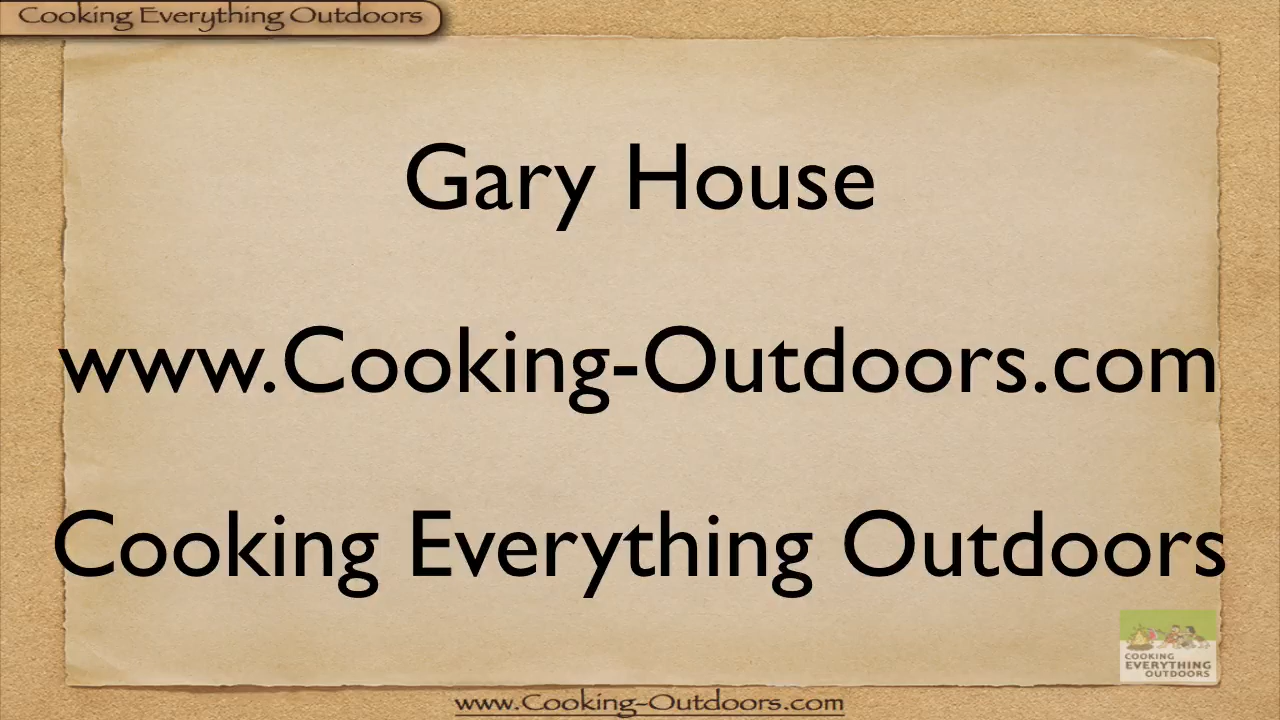 Cooking Everything Outdoors
Gary House
www.Cooking-Outdoors.com
Cooking Everything Outdoors
COOKING
EVERYTHING
OUTDOORS
www.Cooking-Outdoors.com